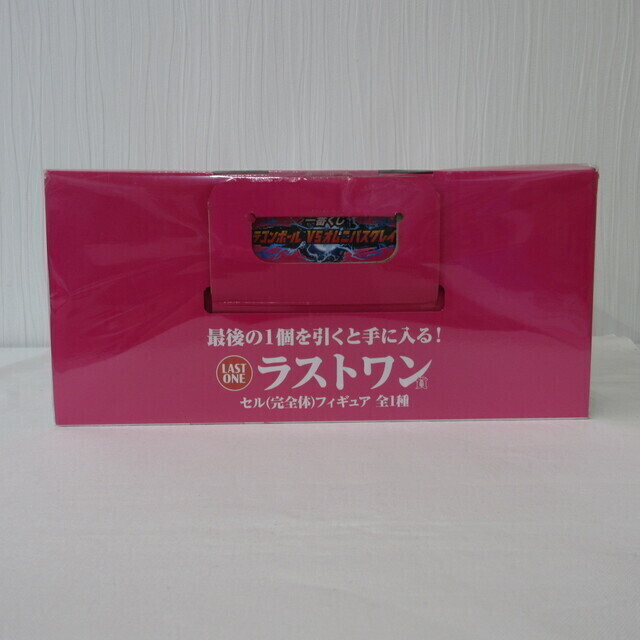 一番くじ
ラゴンボール VSオムニバスグレイ
最後の1個を引くと手に入る!
LAST
ONE
ラストワン賞
セル(完全体)フィギュア 全1種